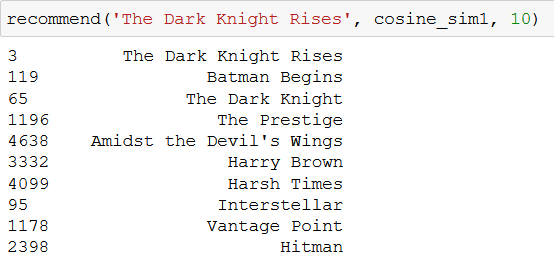 recommend('The Dark Knight Rises', cosine_sim1, 10)
3 The Dark Knight Rises
119 Batman Begins
65 The Dark Knight
1196 The Prestige
4638 Amidst the Devil's Wings
3332 Harry Brown
4099 Harsh Times
95 Interstellar
1178 Vantage Point
2398 Hitman